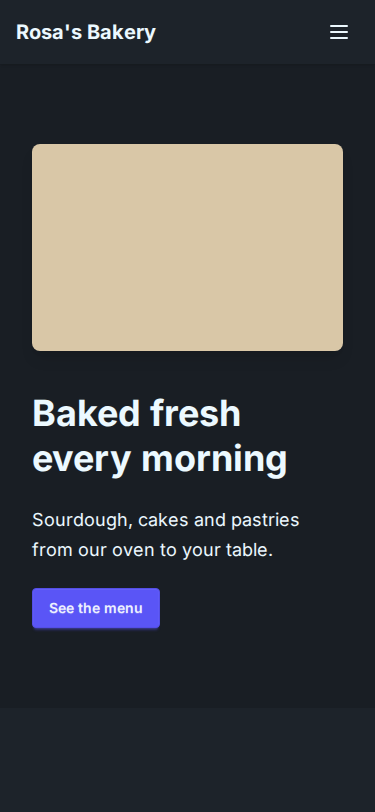 Rosa's Bakery
Baked fresh
every morning
Sourdough, cakes and pastries
from our oven to your table.
See the menu